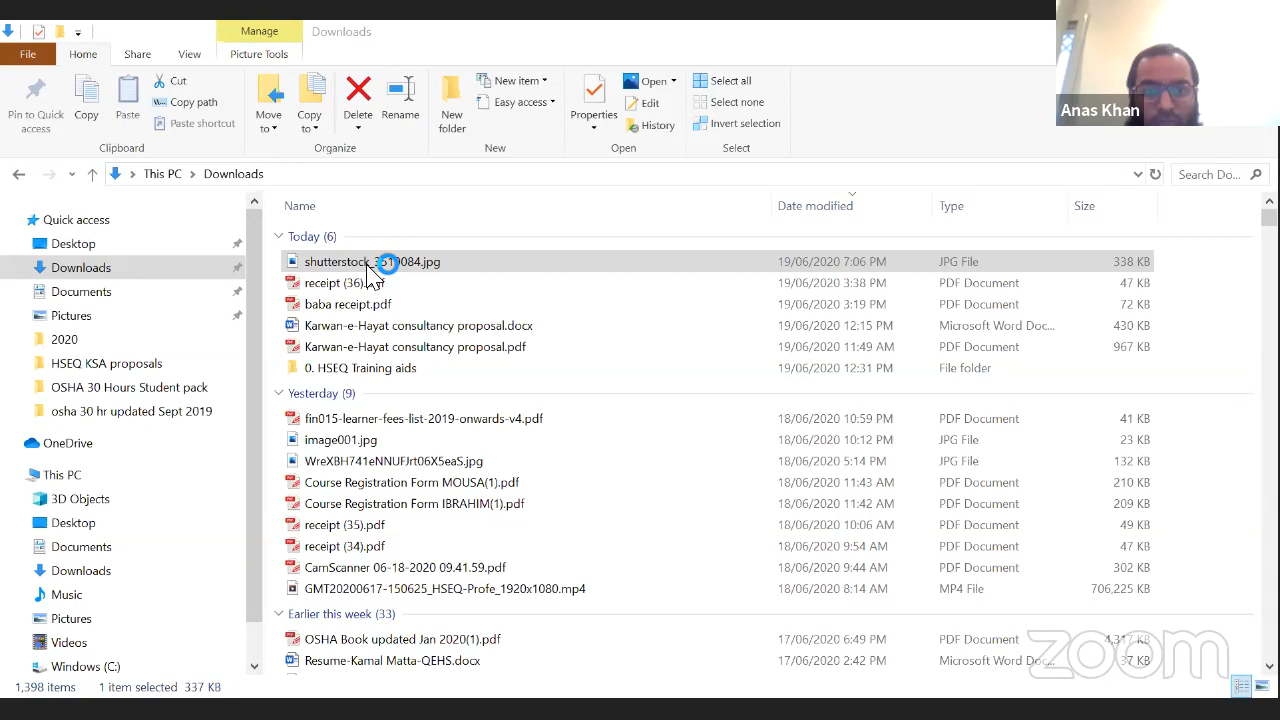 Manage
Downloads
File
Home
Share
View
Picture Tools
Pin to Quick access
Copy
Paste
Cut
Copy path
Paste shortcut
Clipboard
Move to
Copy to
Delete
Rename
Organize
New folder
New item
Easy access
New
Properties
Open
Edit
History
Open
Select all
Select none
Invert selection
Select
Anas Khan
This PC
Downloads
Search Do...
Quick access
Desktop
Downloads
Documents
Pictures
2020
HSEQ KSA proposals
OSHA 30 Hours Student pack
osha 30 hr updated Sept 2019
OneDrive
This PC
3D Objects
Desktop
Documents
Downloads
Music
Pictures
Videos
Windows (C:)
Name Date modified Type Size
Today (6)
19/06/2020 7:06 PM JPG File 338 KB
receipt (36) 19/06/2020 3:38 PM PDF Document 47 KB
baba receipt.pdf 19/06/2020 3:19 PM PDF Document 72 KB
Karwan-e-Hayat consultancy proposal.docx 19/06/2020 12:15 PM Microsoft Word Doc... 430 KB
Karwan-e-Hayat consultancy proposal.pdf 19/06/2020 11:49 AM PDF Document 967 KB
0. HSEQ Training aids 19/06/2020 12:31 PM File folder
Yesterday (9)
fin015-learner-fees-list-2019-onwards-v4.pdf 18/06/2020 10:59 PM PDF Document 41 KB
image001.jpg 18/06/2020 10:12 PM JPG File 23 KB
WreXBH741eNNUFJrt06X5eaS.jpg 18/06/2020 5:14 PM JPG File 132 KB
Course Registration Form MOUSA(1).pdf 18/06/2020 11:43 AM PDF Document 210 KB
Course Registration Form IBRAHIM(1).pdf 18/06/2020 11:42 AM PDF Document 209 KB
receipt (35).pdf 18/06/2020 10:06 AM PDF Document 49 KB
receipt (34).pdf 18/06/2020 9:54 AM PDF Document 47 KB
CamScanner 06-18-2020 09.41.59.pdf 18/06/2020 9:44 AM PDF Document 302 KB
GMT20200617-150625_HSEQ-Profe_1920x1080.mp4 18/06/2020 8:14 AM MP4 File 706,225 KB
Earlier this week (33)
OSHA Book updated Jan 2020(1).pdf 17/06/2020 6:49 PM PDF Document 4,317 KB
Resume-Kamal Matta-QEHS.docx 17/06/2020 2:42 PM Microsoft Word Doc... 37 KB
zoom
1,398 items 1 item selected 337 KB